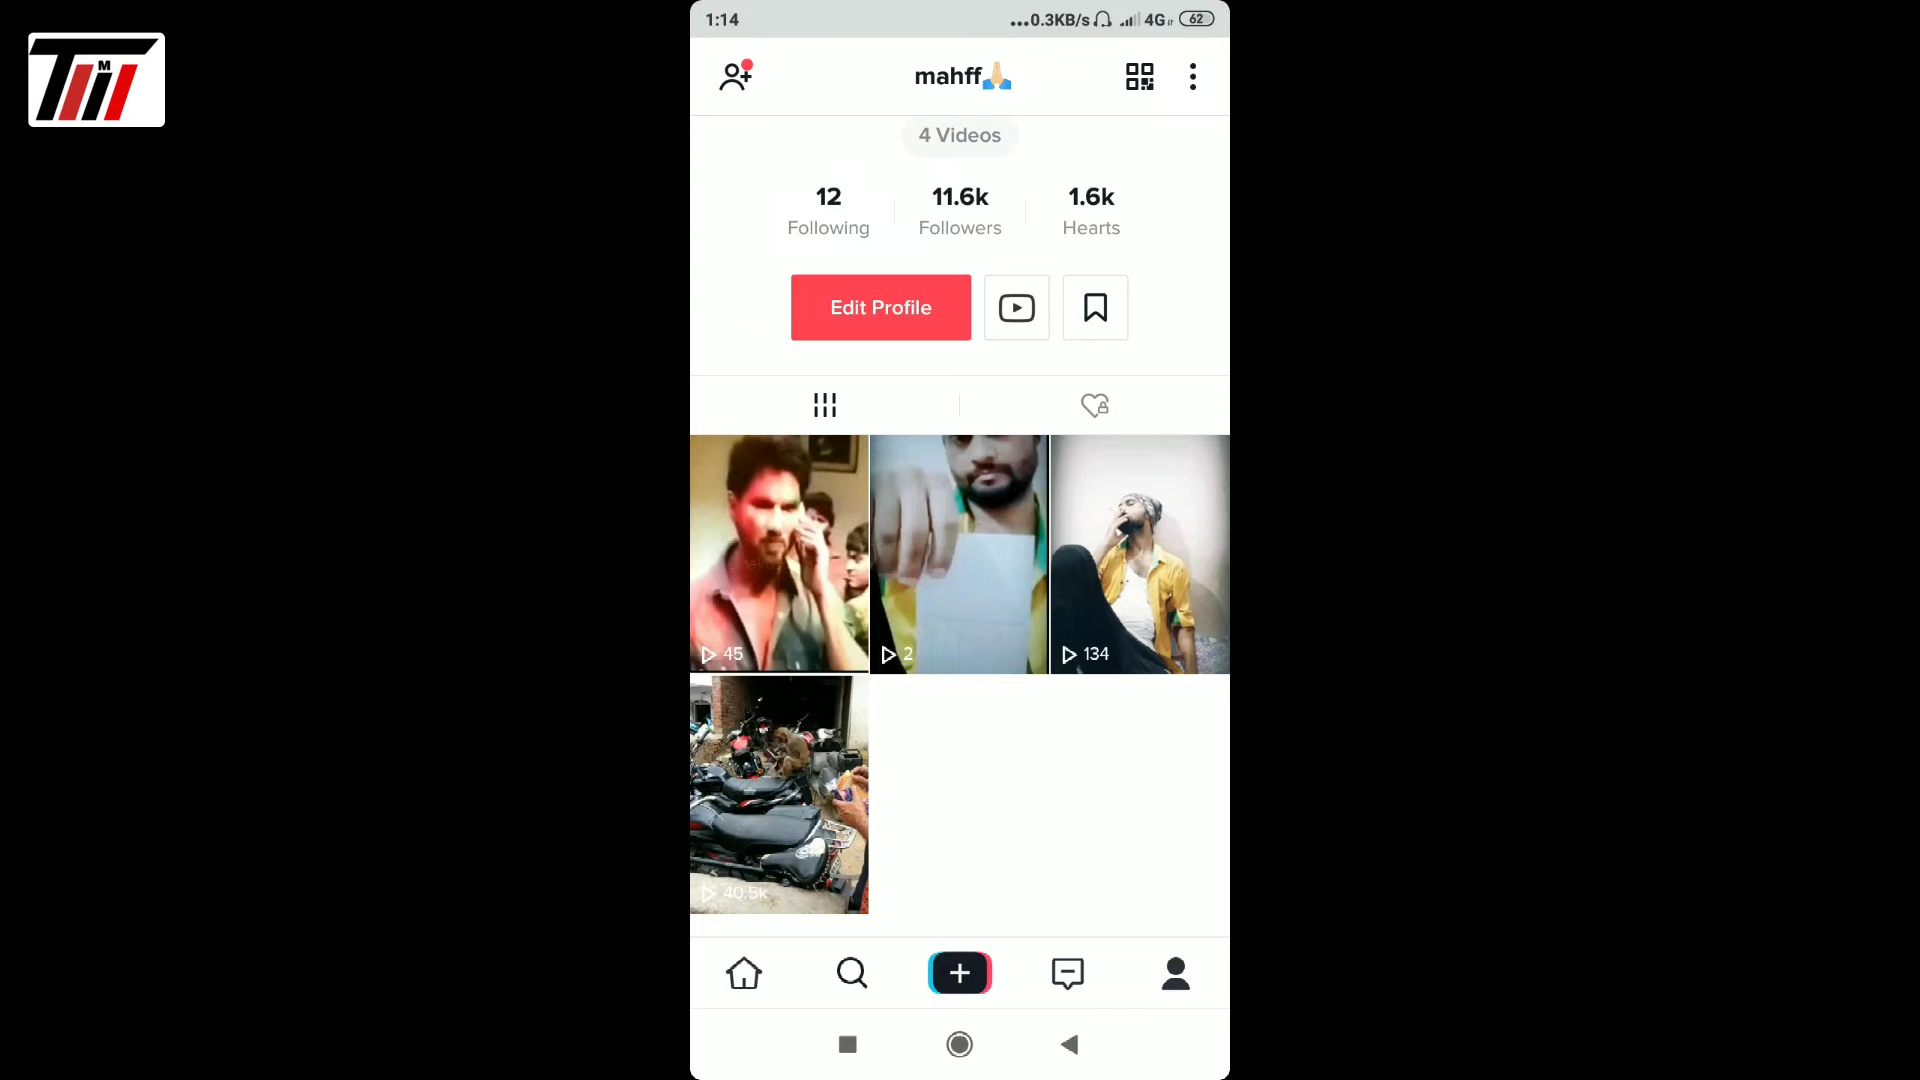 1:14
...0.3KB/s 4G 62
TMT
mahff🙏🏼
4 Videos
12 11.6k 1.6k
Following Followers Hearts
Edit Profile
45 2 134
40.5k